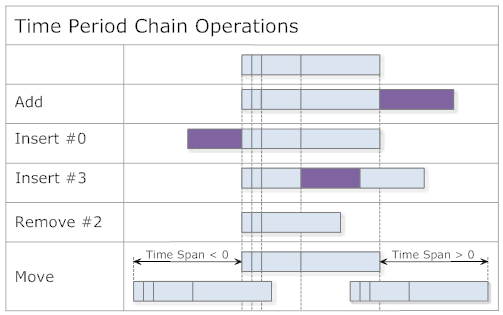 Time Period Chain Operations
Add
Insert #0
Insert #3
Remove #2
Move
Time Span < 0
Time Span > 0